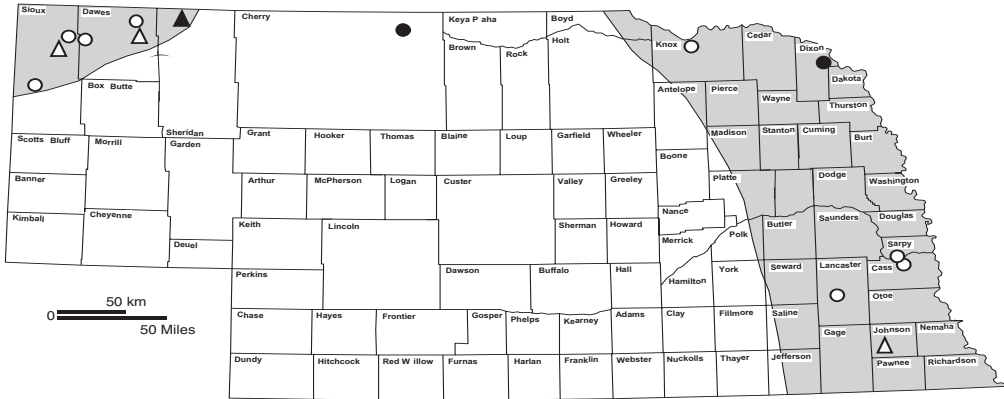 Sioux
Dawes
Cherry
Keya P aha
Boyd
Brown
Rock
Holt
Knox
Cedar
Dixon
Dakota
Box Butte
Antelope
Pierce
Wayne
Thurston
Sheridan
Scotts Bluff
Morrill
Garden
Grant
Hooker
Thomas
Blaine
Loup
Garfield
Wheeler
Madison
Stanton
Cuming
Burt
Boone
Banner
Arthur
McPherson
Logan
Custer
Valley
Greeley
Platte
Dodge
Washington
Kimball
Cheyenne
Keith
Lincoln
Sherman
Howard
Nance
Merrick
Polk
Butler
Saunders
Douglas
Sarpy
Deuel
Perkins
Dawson
Buffalo
Hall
Hamilton
York
Seward
Lancaster
Cass
Otoe
50 km
0
50 Miles
Chase
Hayes
Frontier
Gosper
Phelps
Kearney
Adams
Clay
Fillmore
Saline
Gage
Johnson
Nemaha
Dundy
Hitchcock
Red W illow
Furnas
Harlan
Franklin
Webster
Nuckolls
Thayer
Jefferson
Pawnee
Richardson